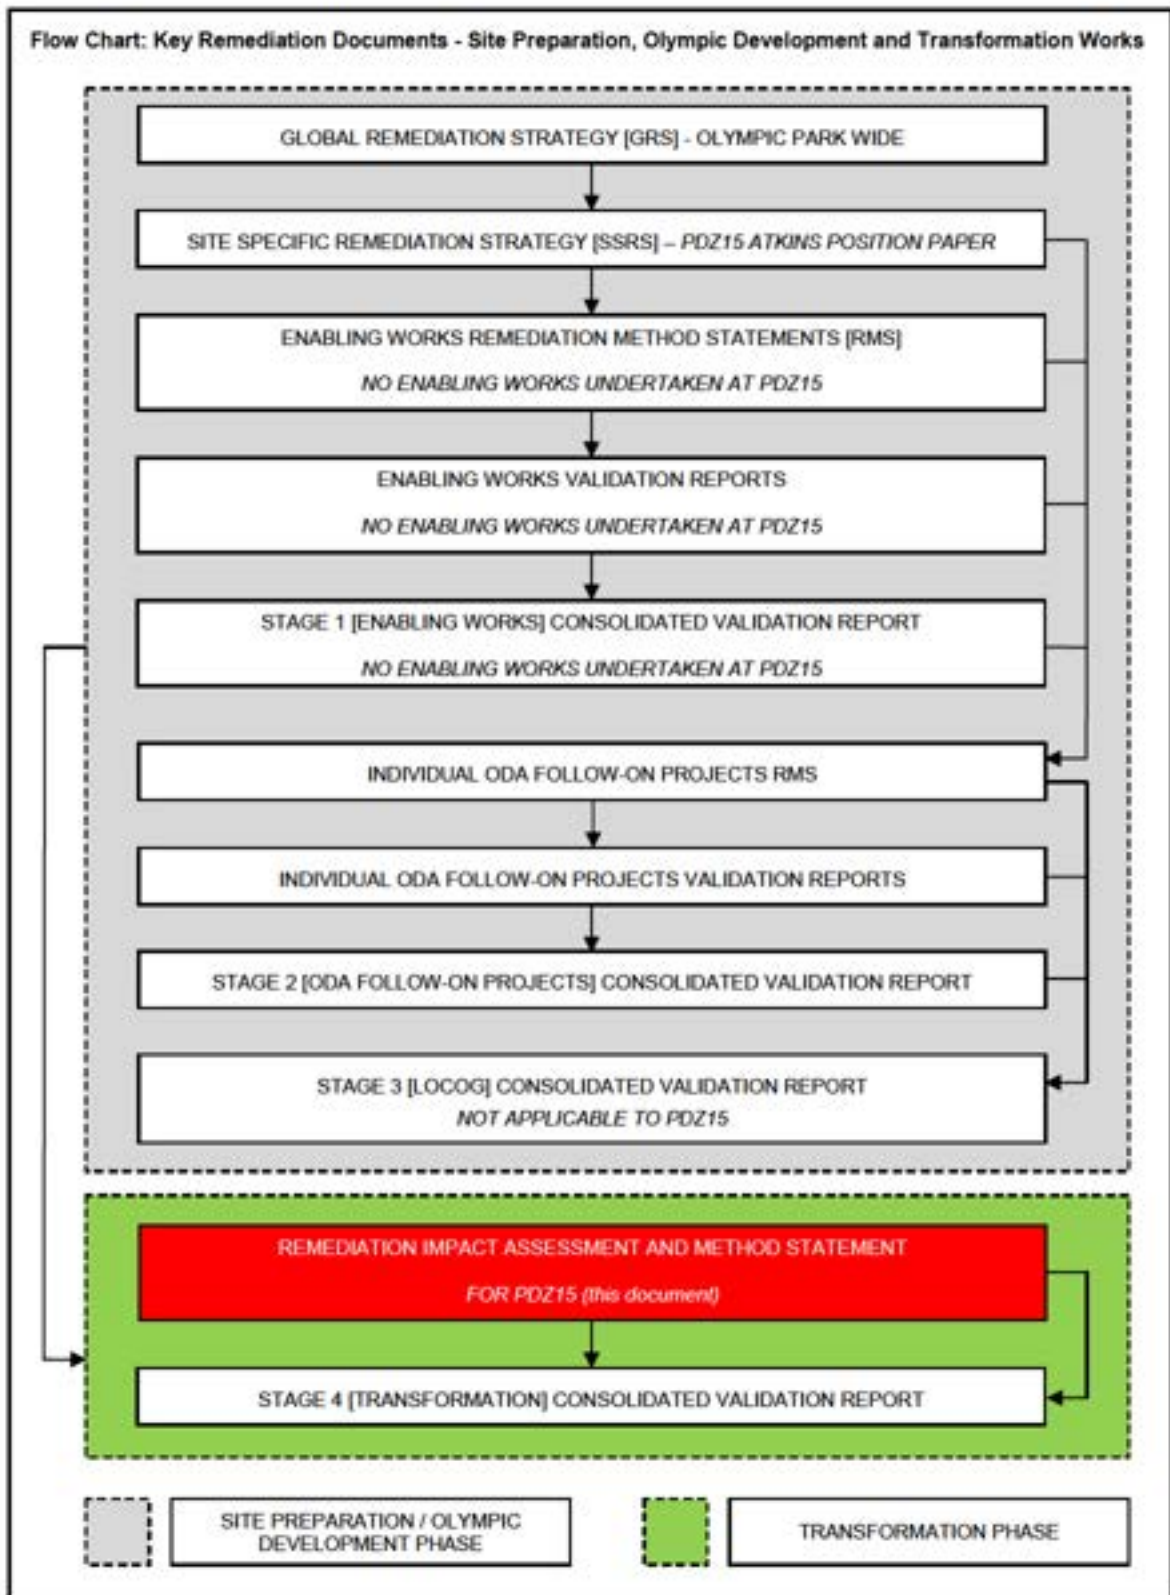 Flow Chart: Key Remediation Documents - Site Preparation, Olympic Development and Transformation Works
GLOBAL REMEDIATION STRATEGY [GRS] - OLYMPIC PARK WIDE
SITE SPECIFIC REMEDIATION STRATEGY [SSRS] – PDZ15 ATKINS POSITION PAPER
ENABLING WORKS REMEDIATION METHOD STATEMENTS [RMS]
NO ENABLING WORKS UNDERTAKEN AT PDZ15
ENABLING WORKS VALIDATION REPORTS
NO ENABLING WORKS UNDERTAKEN AT PDZ15
STAGE 1 [ENABLING WORKS] CONSOLIDATED VALIDATION REPORT
NO ENABLING WORKS UNDERTAKEN AT PDZ15
INDIVIDUAL ODA FOLLOW-ON PROJECTS RMS
INDIVIDUAL ODA FOLLOW-ON PROJECTS VALIDATION REPORTS
STAGE 2 [ODA FOLLOW-ON PROJECTS] CONSOLIDATED VALIDATION REPORT
STAGE 3 [LOCOG] CONSOLIDATED VALIDATION REPORT
NOT APPLICABLE TO PDZ15
REMEDIATION IMPACT ASSESSMENT AND METHOD STATEMENT
FOR PDZ15 (this document)
STAGE 4 [TRANSFORMATION] CONSOLIDATED VALIDATION REPORT
SITE PREPARATION / OLYMPIC
DEVELOPMENT PHASE
TRANSFORMATION PHASE